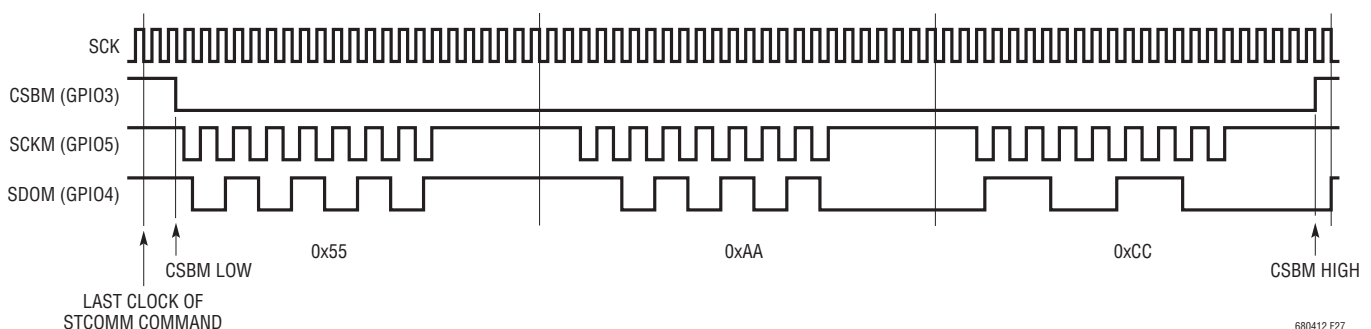 SCK
CSBM (GPIO3)
SCKM (GPIO5)
SDOM (GPIO4)
0x55
0xAA
0xCC
CSBM LOW
CSBM HIGH
LAST CLOCK OF
STCOMM COMMAND
680412 F27